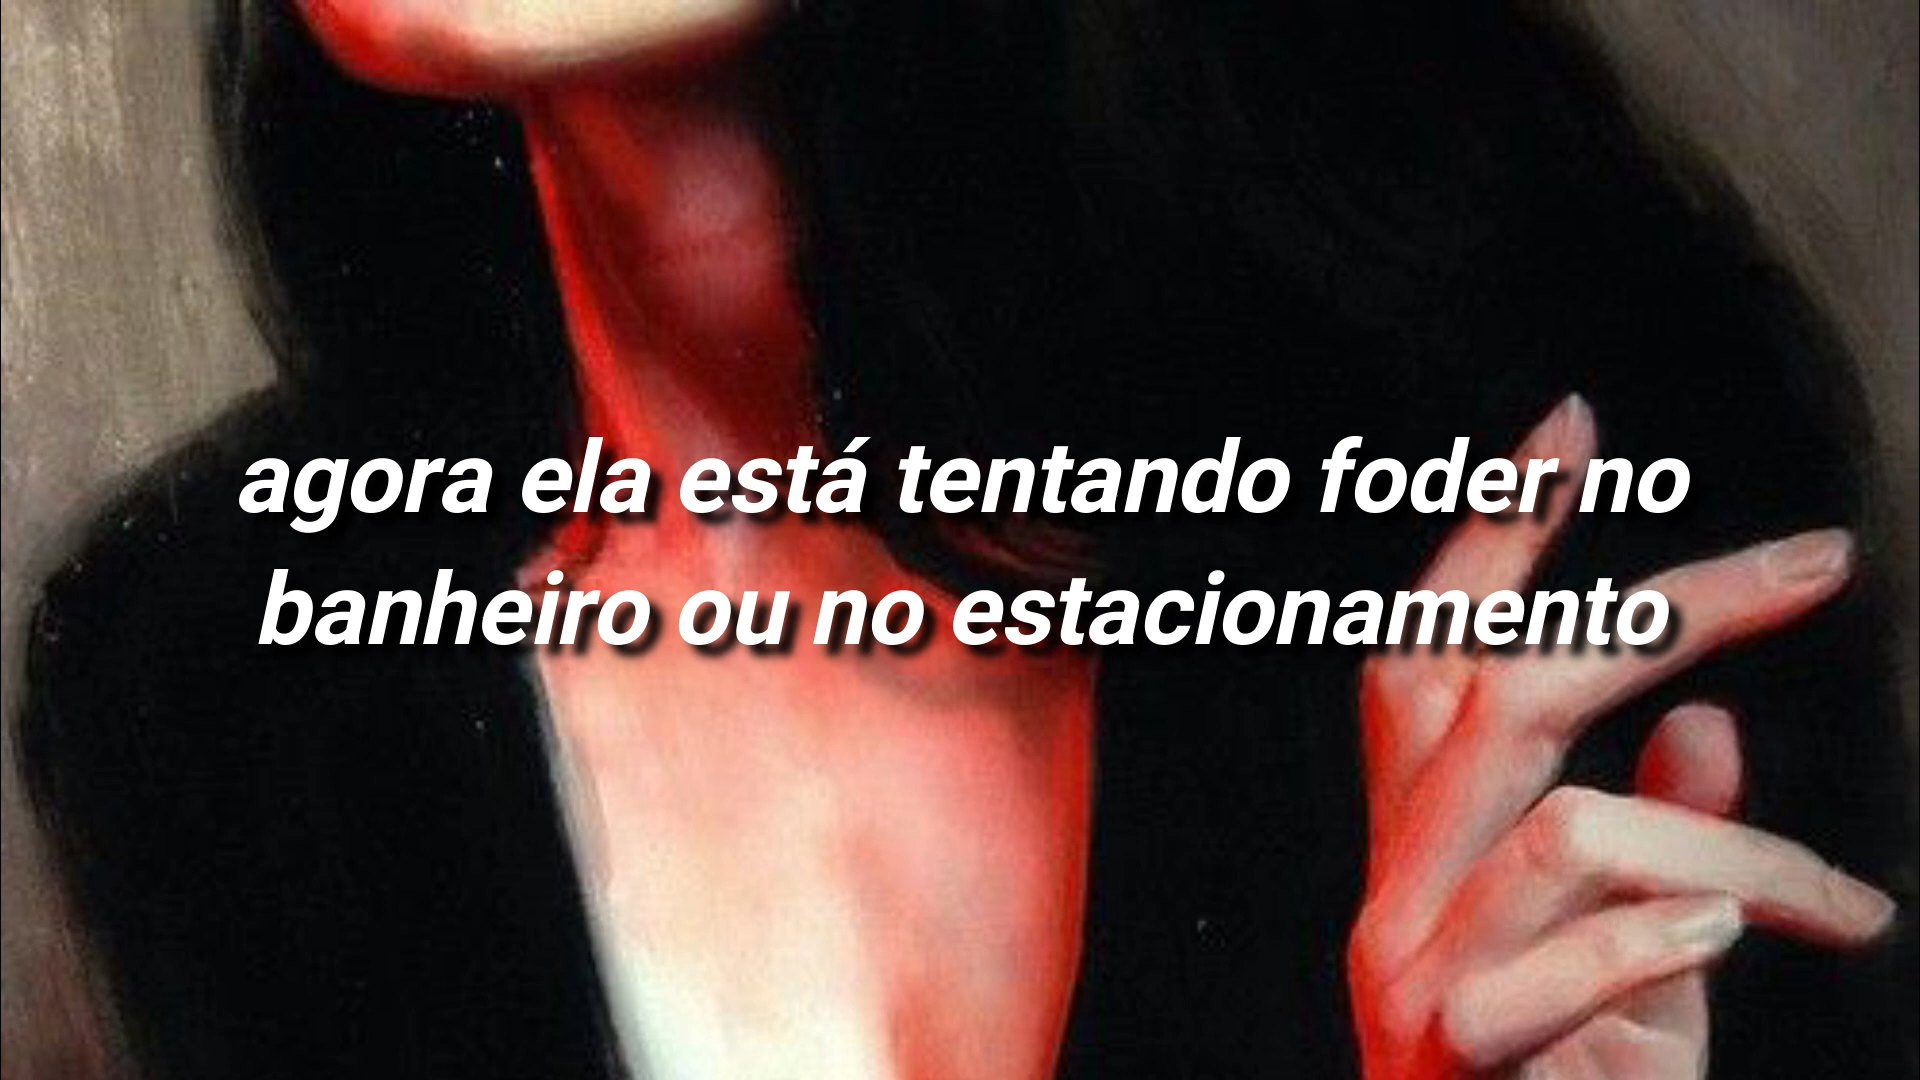 agora ela está tentando foder no
banheiro ou no estacionamento